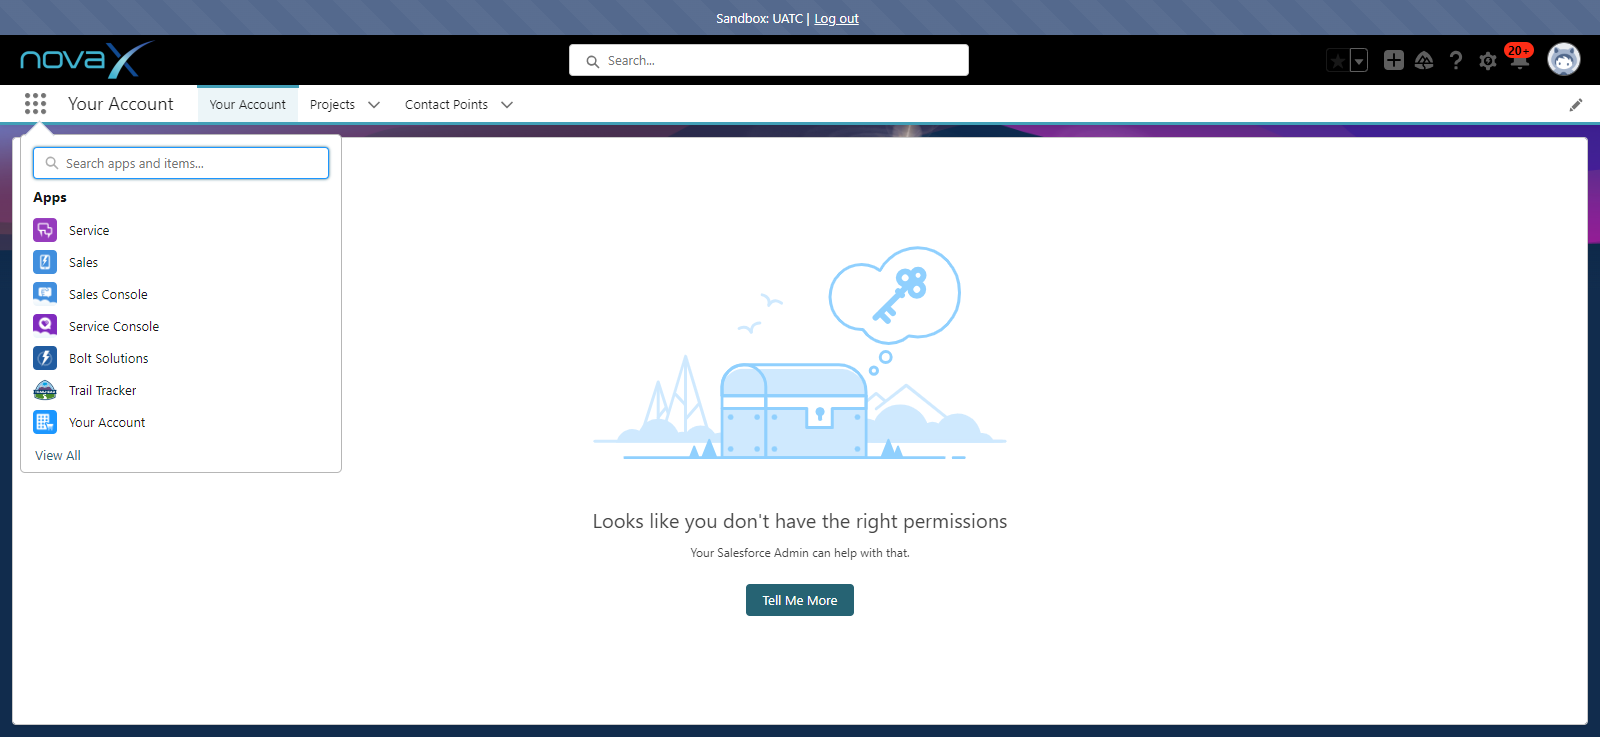 Sandbox: UATC | Log out
novaX
Search...
20+
Your Account
Your Account
Projects
Contact Points
Search apps and items...
Apps
Service
Sales
Sales Console
Service Console
Bolt Solutions
Trail Tracker
Your Account
View All
Looks like you don't have the right permissions
Your Salesforce Admin can help with that.
Tell Me More